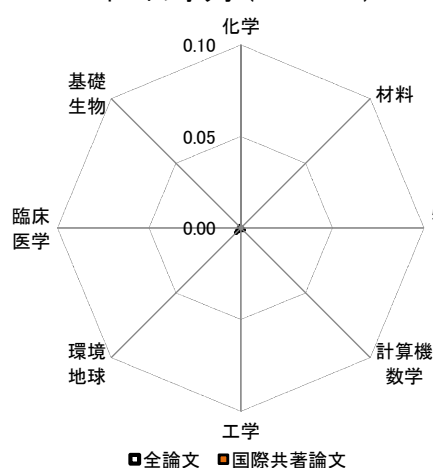 化学
0.10
基礎
生物
材料
0.05
臨床
医学
0.00
環境
地球
計算機
数学
工学
全論文 国際共著論文